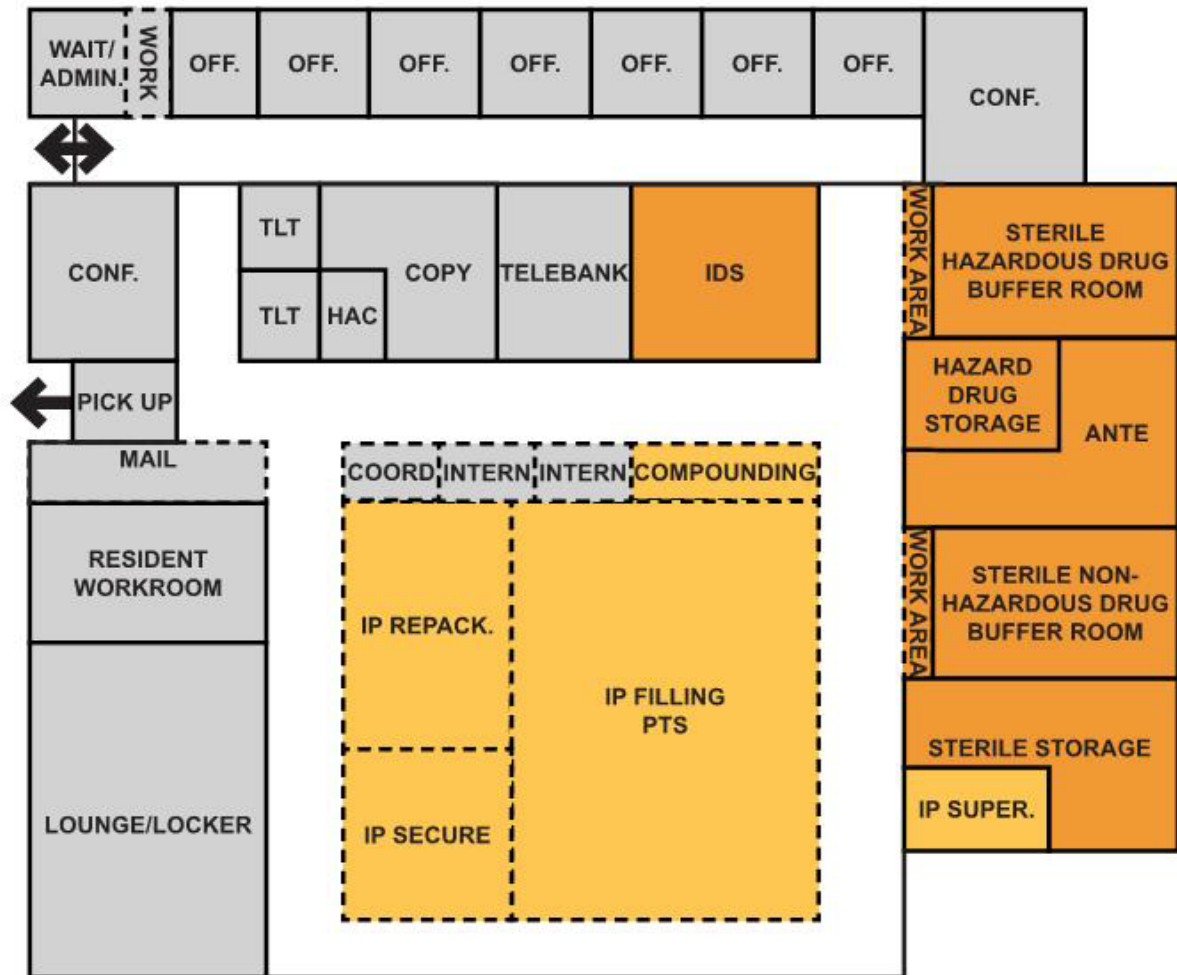 WAIT/
ADMIN.
WORK
OFF.
OFF.
OFF.
OFF.
OFF.
OFF.
OFF.
CONF.
CONF.
TLT
TLT
HAC
COPY
TELEBANK
IDS
WORK AREA
STERILE
HAZARDOUS DRUG
BUFFER ROOM
HAZARD
DRUG
STORAGE
ANTE
PICK UP
MAIL
COORD
INTERN
INTERN
COMPOUNDING
RESIDENT
WORKROOM
IP REPACK.
IP FILLING
PTS
WORK AREA
STERILE NON-
HAZARDOUS DRUG
BUFFER ROOM
LOUNGE/LOCKER
IP SECURE
STERILE STORAGE
IP SUPER.